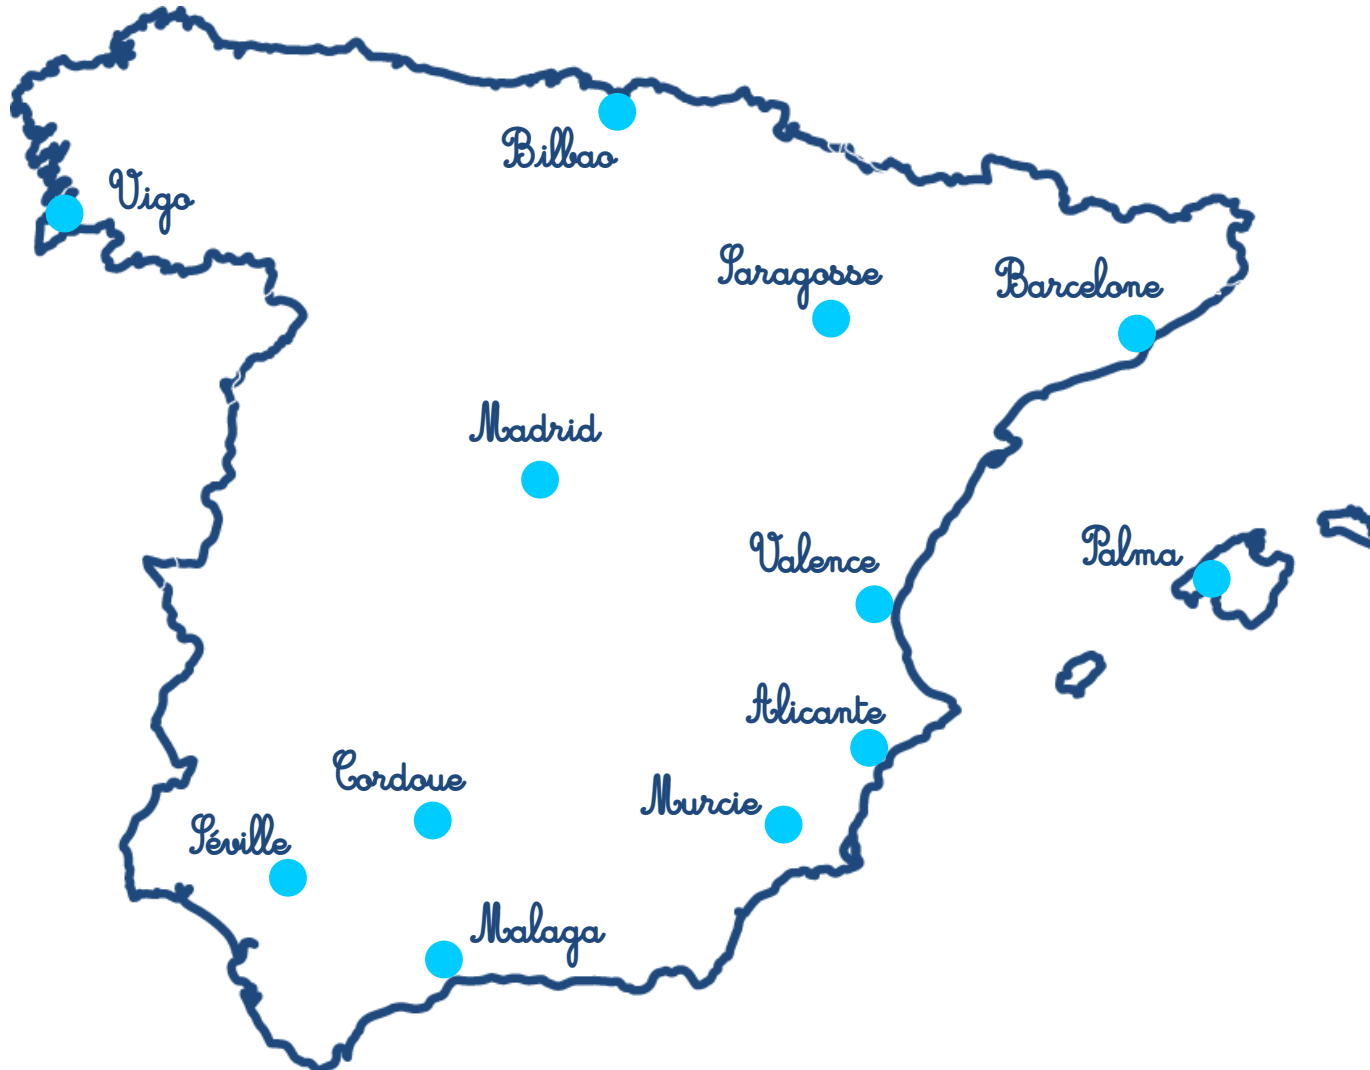 Bilbao
Vigo
Saragosse
Barcelone
Madrid
Valence
Palma
Alicante
Cordoue
Murcie
Séville
Malaga